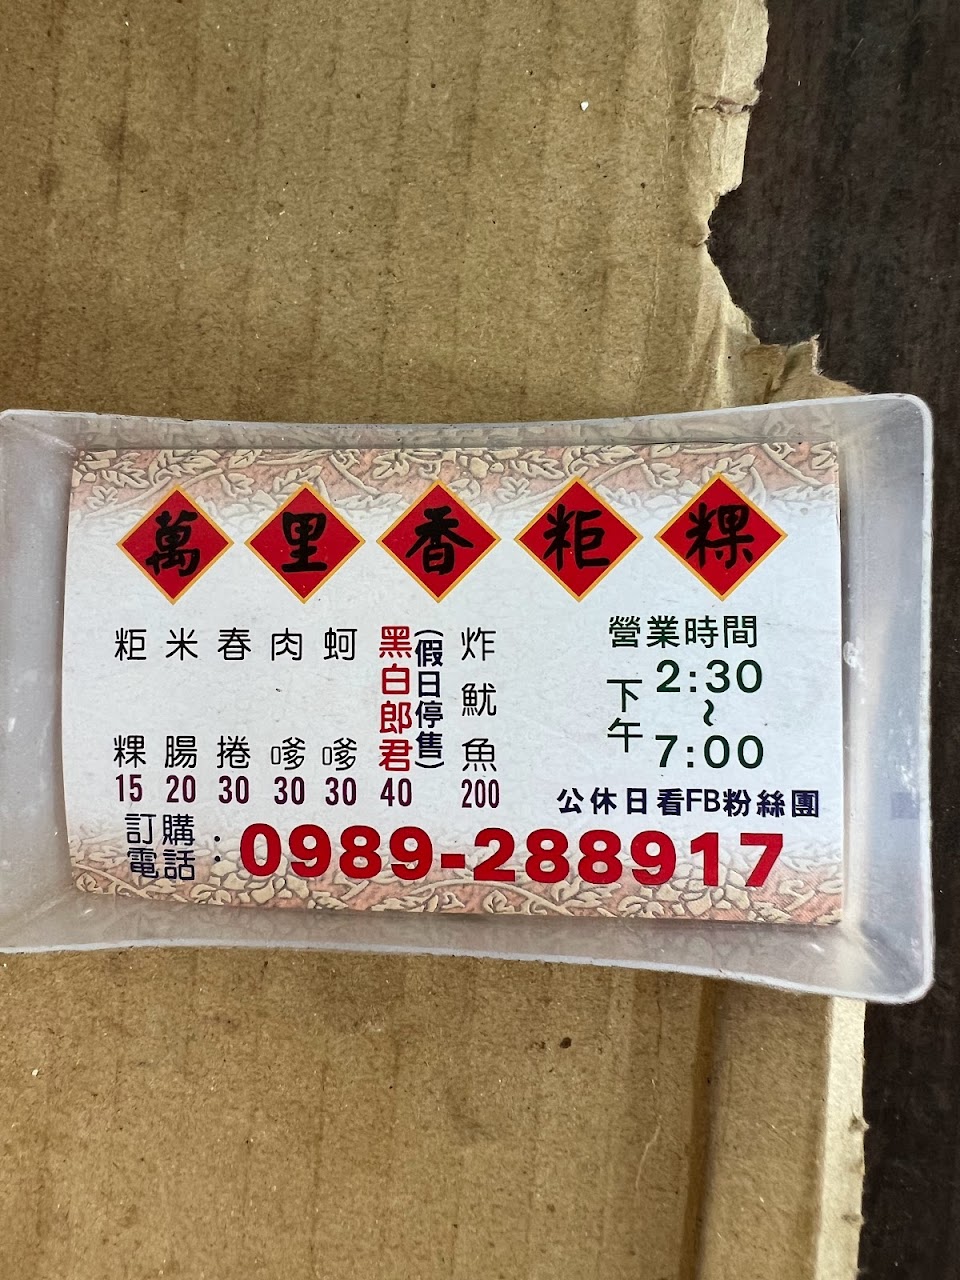 萬里香粔粿
粔粿 15
米腸 20
春捲 30
肉嗲 30
蚵嗲 30
黑白郎君 40
(假日停售)
炸魷魚 200
營業時間
下午 2:30
~
7:00
公休日看FB粉絲團
訂購電話：0989-288917